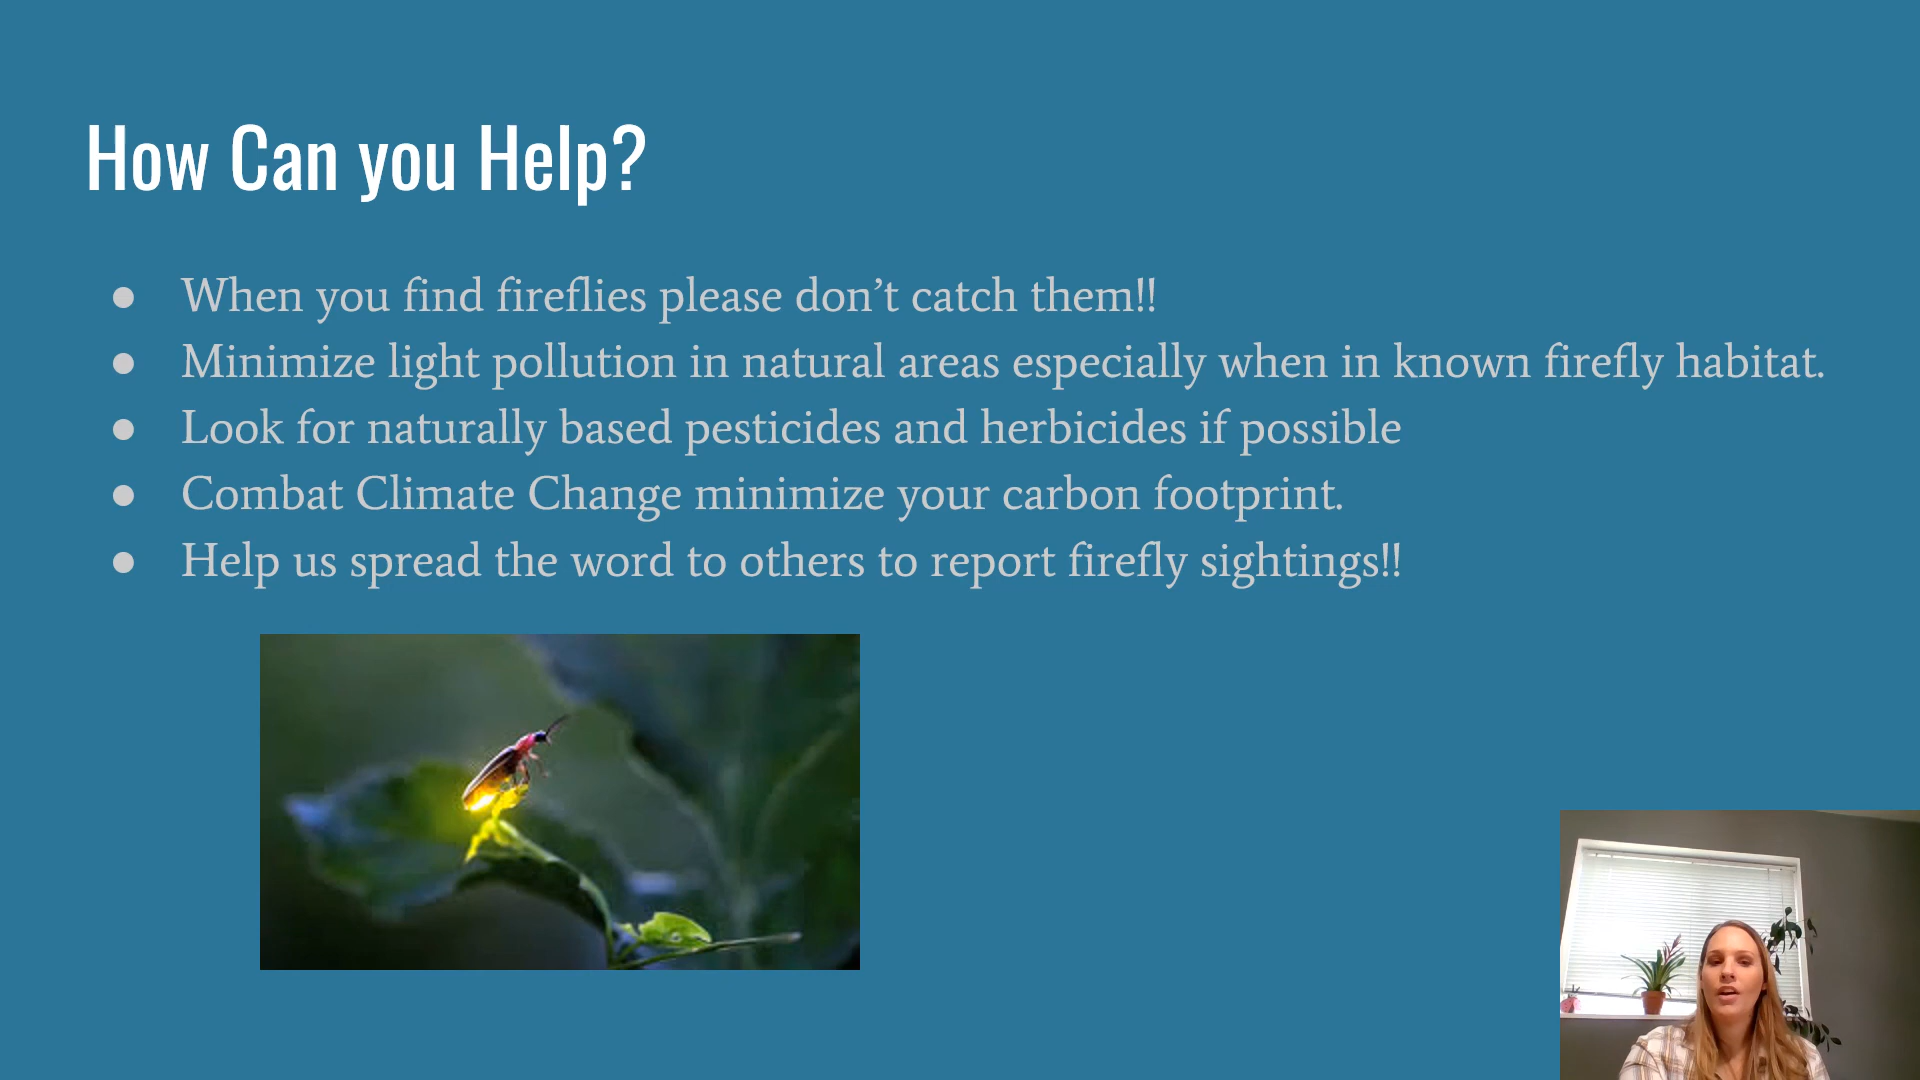 How Can you Help?
● When you find fireflies please don’t catch them!!
● Minimize light pollution in natural areas especially when in known firefly habitat.
● Look for naturally based pesticides and herbicides if possible
● Combat Climate Change minimize your carbon footprint.
● Help us spread the word to others to report firefly sightings!!